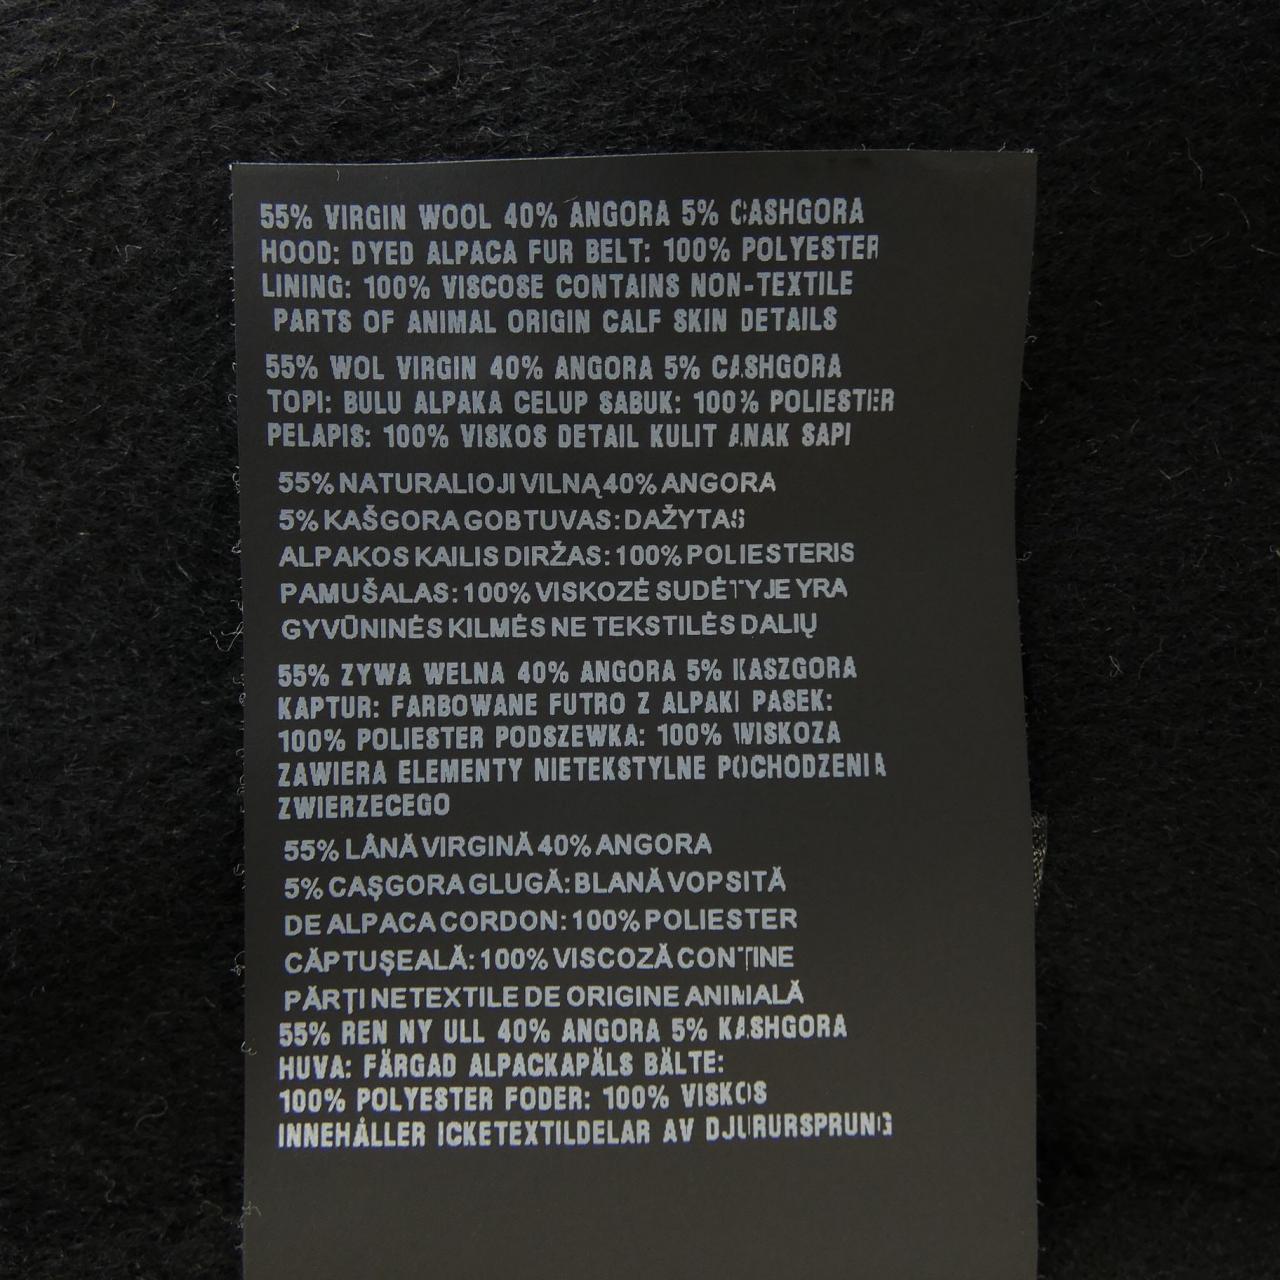 55% VIRGIN WOOL 40% ANGORA 5% CASHGORA
HOOD: DYED ALPACA FUR BELT: 100% POLYESTER
LINING: 100% VISCOSE CONTAINS NON-TEXTILE
PARTS OF ANIMAL ORIGIN CALF SKIN DETAILS
55% WOL VIRGIN 40% ANGORA 5% CASHGORA
TOPI: BULU ALPAKA CELUP SABUK: 100% POLIESTER
PELAPIS: 100% VISKOS DETAIL KULIT ANAK SAPI
55% NATURALIOJI VILNĄ 40% ANGORA
5% KAŠGORA GOBTUVAS: DAŽYTAS
ALPAKOS KAILIS DIRŽAS: 100% POLIESTERIS
PAMUŠALAS: 100% VISKOZĖ SUDĖTYJE YRA
GYVŪNINĖS KILMĖS NE TEKSTILĖS DALIŲ
55% ZYWA WELNA 40% ANGORA 5% KASZGORA
KAPTUR: FARBOWANE FUTRO Z ALPAKI PASEK:
100% POLIESTER PODSZEWKA: 100% WISKOZA
ZAWIERA ELEMENTY NIETEKSTYLNE POCHODZENIA
ZWIERZECEGO
55% LÂNĂ VIRGINĂ 40% ANGORA
5% CAȘGORA GLUGĂ: BLANĂ VOPSITĂ
DE ALPACA CORDON: 100% POLIESTER
CĂPTUȘEALĂ: 100% VISCOZĂ CONȚINE
PĂRȚI NETEXTILE DE ORIGINE ANIMALĂ
55% REN NY ULL 40% ANGORA 5% KASHGORA
HUVA: FÄRGAD ALPACKAPÄLS BÄLTE:
100% POLYESTER FODER: 100% VISKOS
INNEHÅLLER ICKETEXTILDELAR AV DJURURSPRUNG